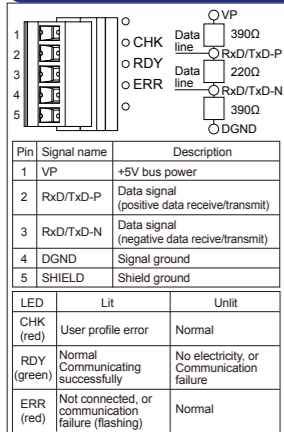 1
2
3
4
5
CHK
RDY
ERR
VP
390Ω
Data line
RxD/TxD-P
220Ω
Data line
RxD/TxD-N
390Ω
DGND
Pin Signal name Description
1 VP +5V bus power
2 RxD/TxD-P Data signal
(positive data receive/transmit)
3 RxD/TxD-N Data signal
(negative data recive/transmit)
4 DGND Signal ground
5 SHIELD Shield ground
LED Lit Unlit
CHK
(red)
User profile error
Normal
RDY
(green)
Normal
Communicating
successfully
No electricity, or
Communication
failure
ERR
(red)
Not connected, or
communication
failure (flashing)
Normal